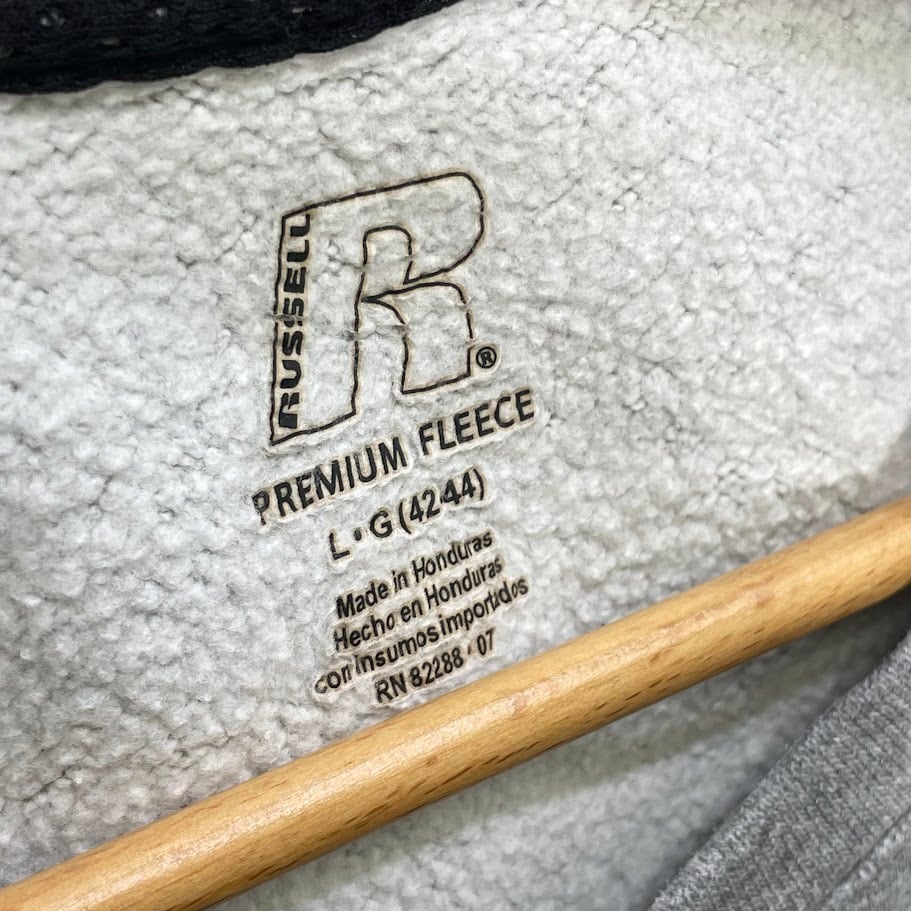 RUSSELL
R®
PREMIUM FLEECE
L • G (42-44)
Made in Honduras
Hecho en Honduras
con insumos importados
RN 82288 • 07